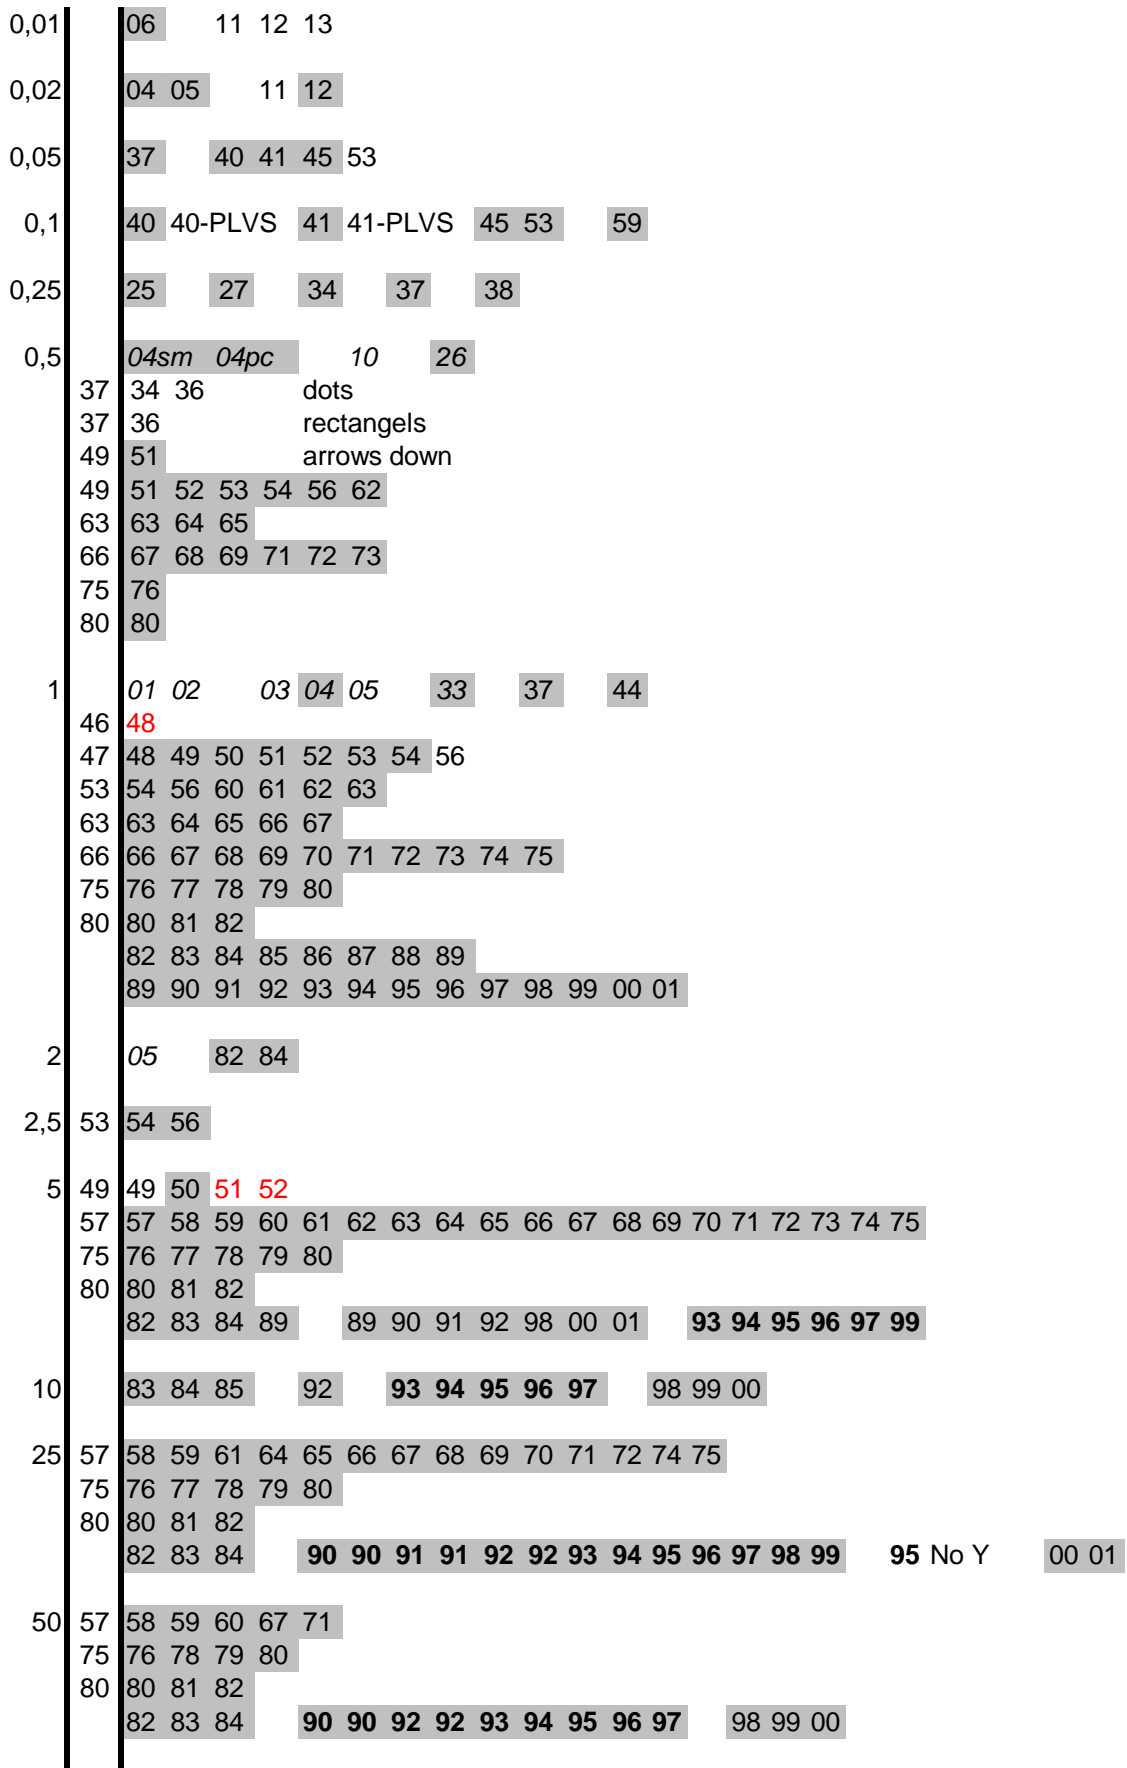 0,01 06 11 12 13
0,02 04 05 11 12
0,05 37 40 41 45 53
0,1 40 40-PLVS 41 41-PLVS 45 53 59
0,25 25 27 34 37 38
0,5 04sm 04pc 10 26
37 34 36 dots
37 36 rectangels
49 51 arrows down
49 51 52 53 54 56 62
63 63 64 65
66 67 68 69 71 72 73
75 76
80 80
1 01 02 03 04 05 33 37 44
46 48
47 48 49 50 51 52 53 54 56
53 54 56 60 61 62 63
63 63 64 65 66 67
66 66 67 68 69 70 71 72 73 74 75
75 76 77 78 79 80
80 80 81 82
82 83 84 85 86 87 88 89
89 90 91 92 93 94 95 96 97 98 99 00 01
2 05 82 84
2,5 53 54 56
5 49 49 50 51 52
57 57 58 59 60 61 62 63 64 65 66 67 68 69 70 71 72 73 74 75
75 76 77 78 79 80
80 80 81 82
82 83 84 89 89 90 91 92 98 00 01 93 94 95 96 97 99
10 83 84 85 92 93 94 95 96 97 98 99 00
25 57 58 59 61 64 65 66 67 68 69 70 71 72 74 75
75 76 77 78 79 80
80 80 81 82
82 83 84 90 90 91 91 92 92 93 94 95 96 97 98 99 95 No Y 00 01
50 57 58 59 60 67 71
75 76 78 79 80
80 80 81 82
82 83 84 90 90 92 92 93 94 95 96 97 98 99 00